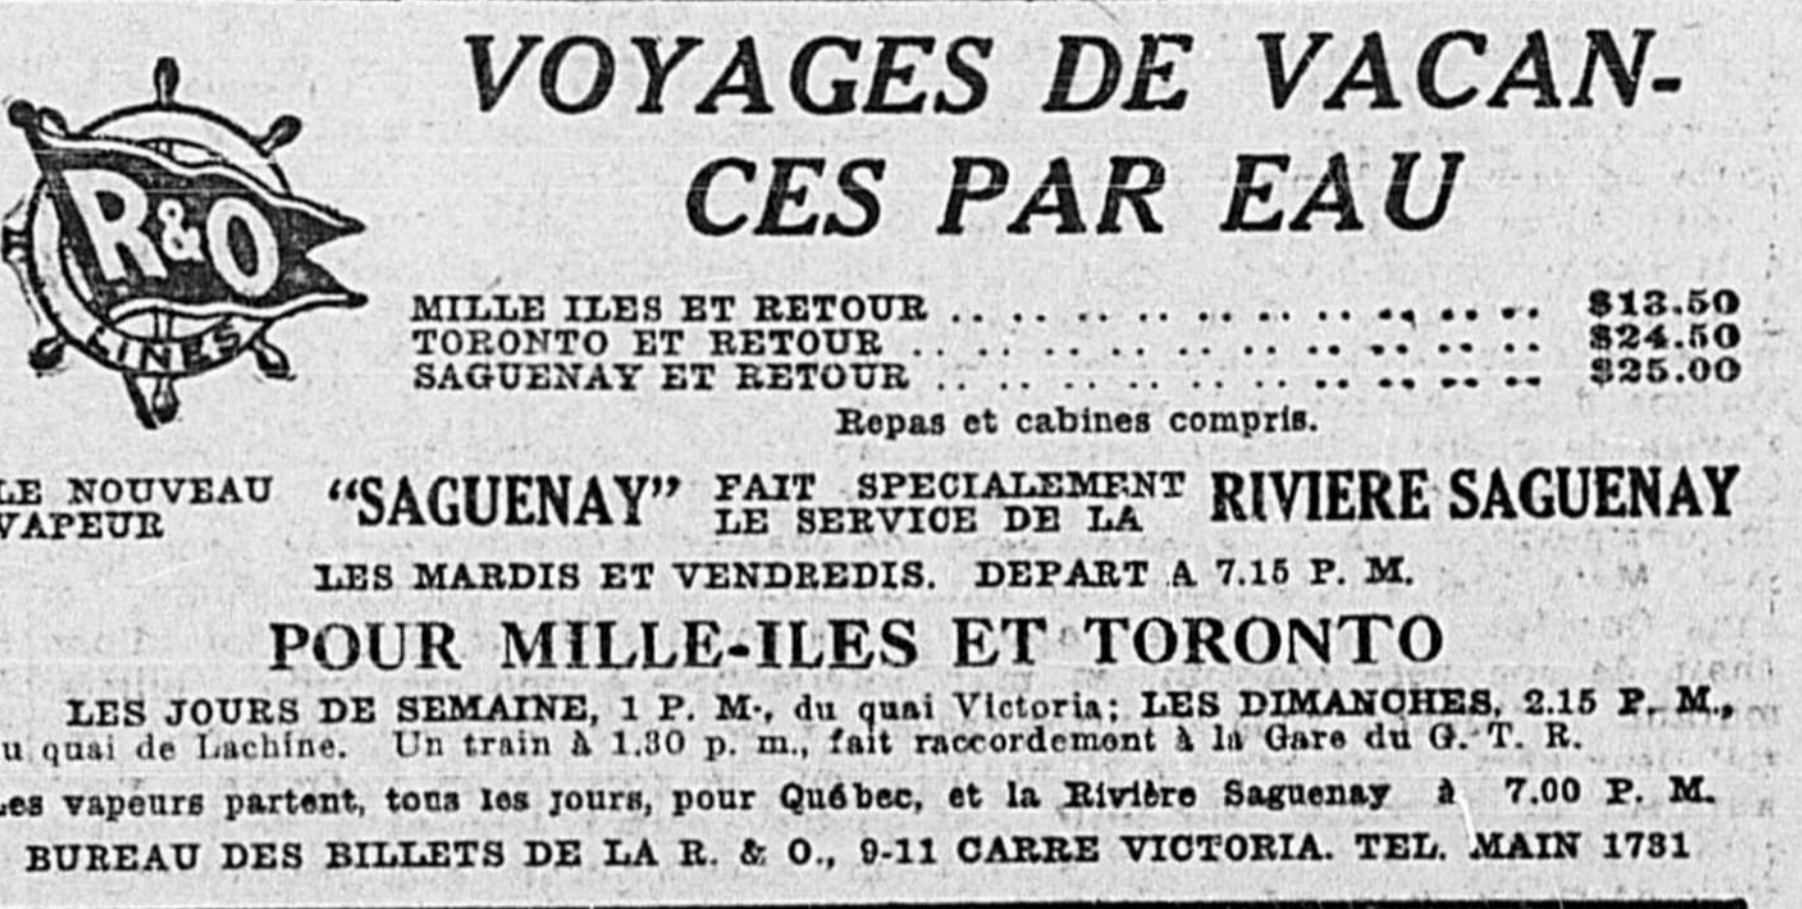 R & O
LINES
VOYAGES DE VACAN-
CES PAR EAU
MILLE ILES ET RETOUR .. .. .. .. .. .. .. .. .. .. $13.50
TORONTO ET RETOUR .. .. .. .. .. .. .. .. .. .. $24.50
SAGUENAY ET RETOUR .. .. .. .. .. .. .. .. .. .. $25.00
Repas et cabines compris.
LE NOUVEAU VAPEUR "SAGUENAY" FAIT SPECIALEMENT LE SERVICE DE LA RIVIERE SAGUENAY
LES MARDIS ET VENDREDIS. DEPART A 7.15 P. M.
POUR MILLE-ILES ET TORONTO
LES JOURS DE SEMAINE, 1 P. M., du quai Victoria; LES DIMANCHES, 2.15 P. M.,
du quai de Lachine. Un train à 1.30 p. m., fait raccordement à la Gare du G. T. R.
Les vapeurs partent, tous les jours, pour Québec, et la Rivière Saguenay à 7.00 P. M.
BUREAU DES BILLETS DE LA R. & O., 9-11 CARRE VICTORIA. TEL. MAIN 1731